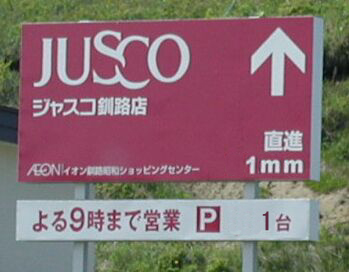 JUSCO
ジャスコ釧路店
直進
1mm
ÆON イオン釧路昭和ショッピングセンター
よる9時まで営業 P 1台